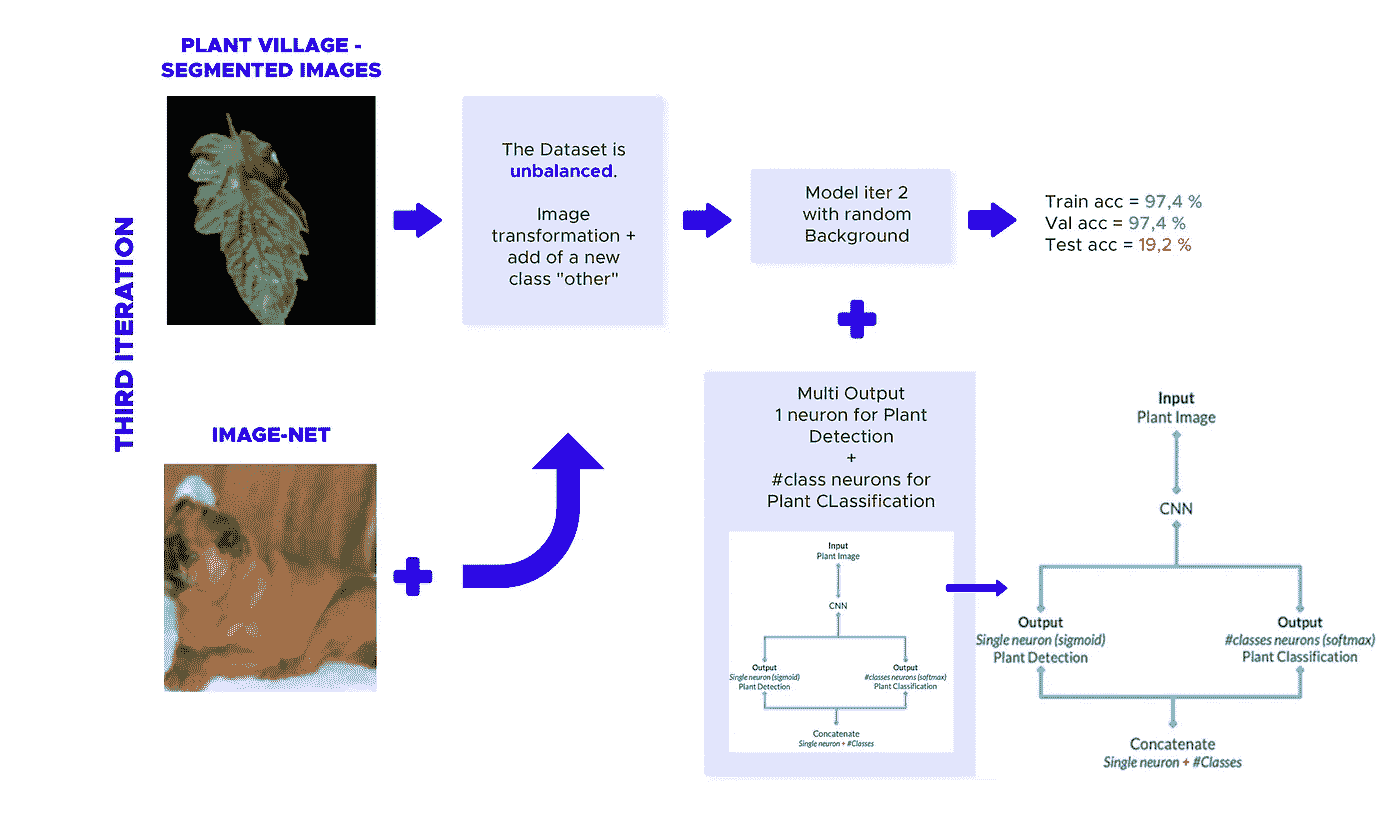 PLANT VILLAGE -
SEGMENTED IMAGES
THIRD ITERATION
The Dataset is
unbalanced.
Image
transformation +
add of a new
class "other"
Model iter 2
with random
Background
Train acc = 97,4 %
Val acc = 97,4 %
Test acc = 19,2 %
IMAGE-NET
Multi Output
1 neuron for Plant
Detection
+
#class neurons for
Plant CLassification
Input
Plant Image
CNN
Output
Single neuron (sigmoid)
Plant Detection
Output
#classes neurons (softmax)
Plant Classification
Concatenate
Single neuron + #Classes
Input
Plant Image
CNN
Output
Single neuron (sigmoid)
Plant Detection
Output
#classes neurons (softmax)
Plant Classification
Concatenate
Single neuron + #Classes